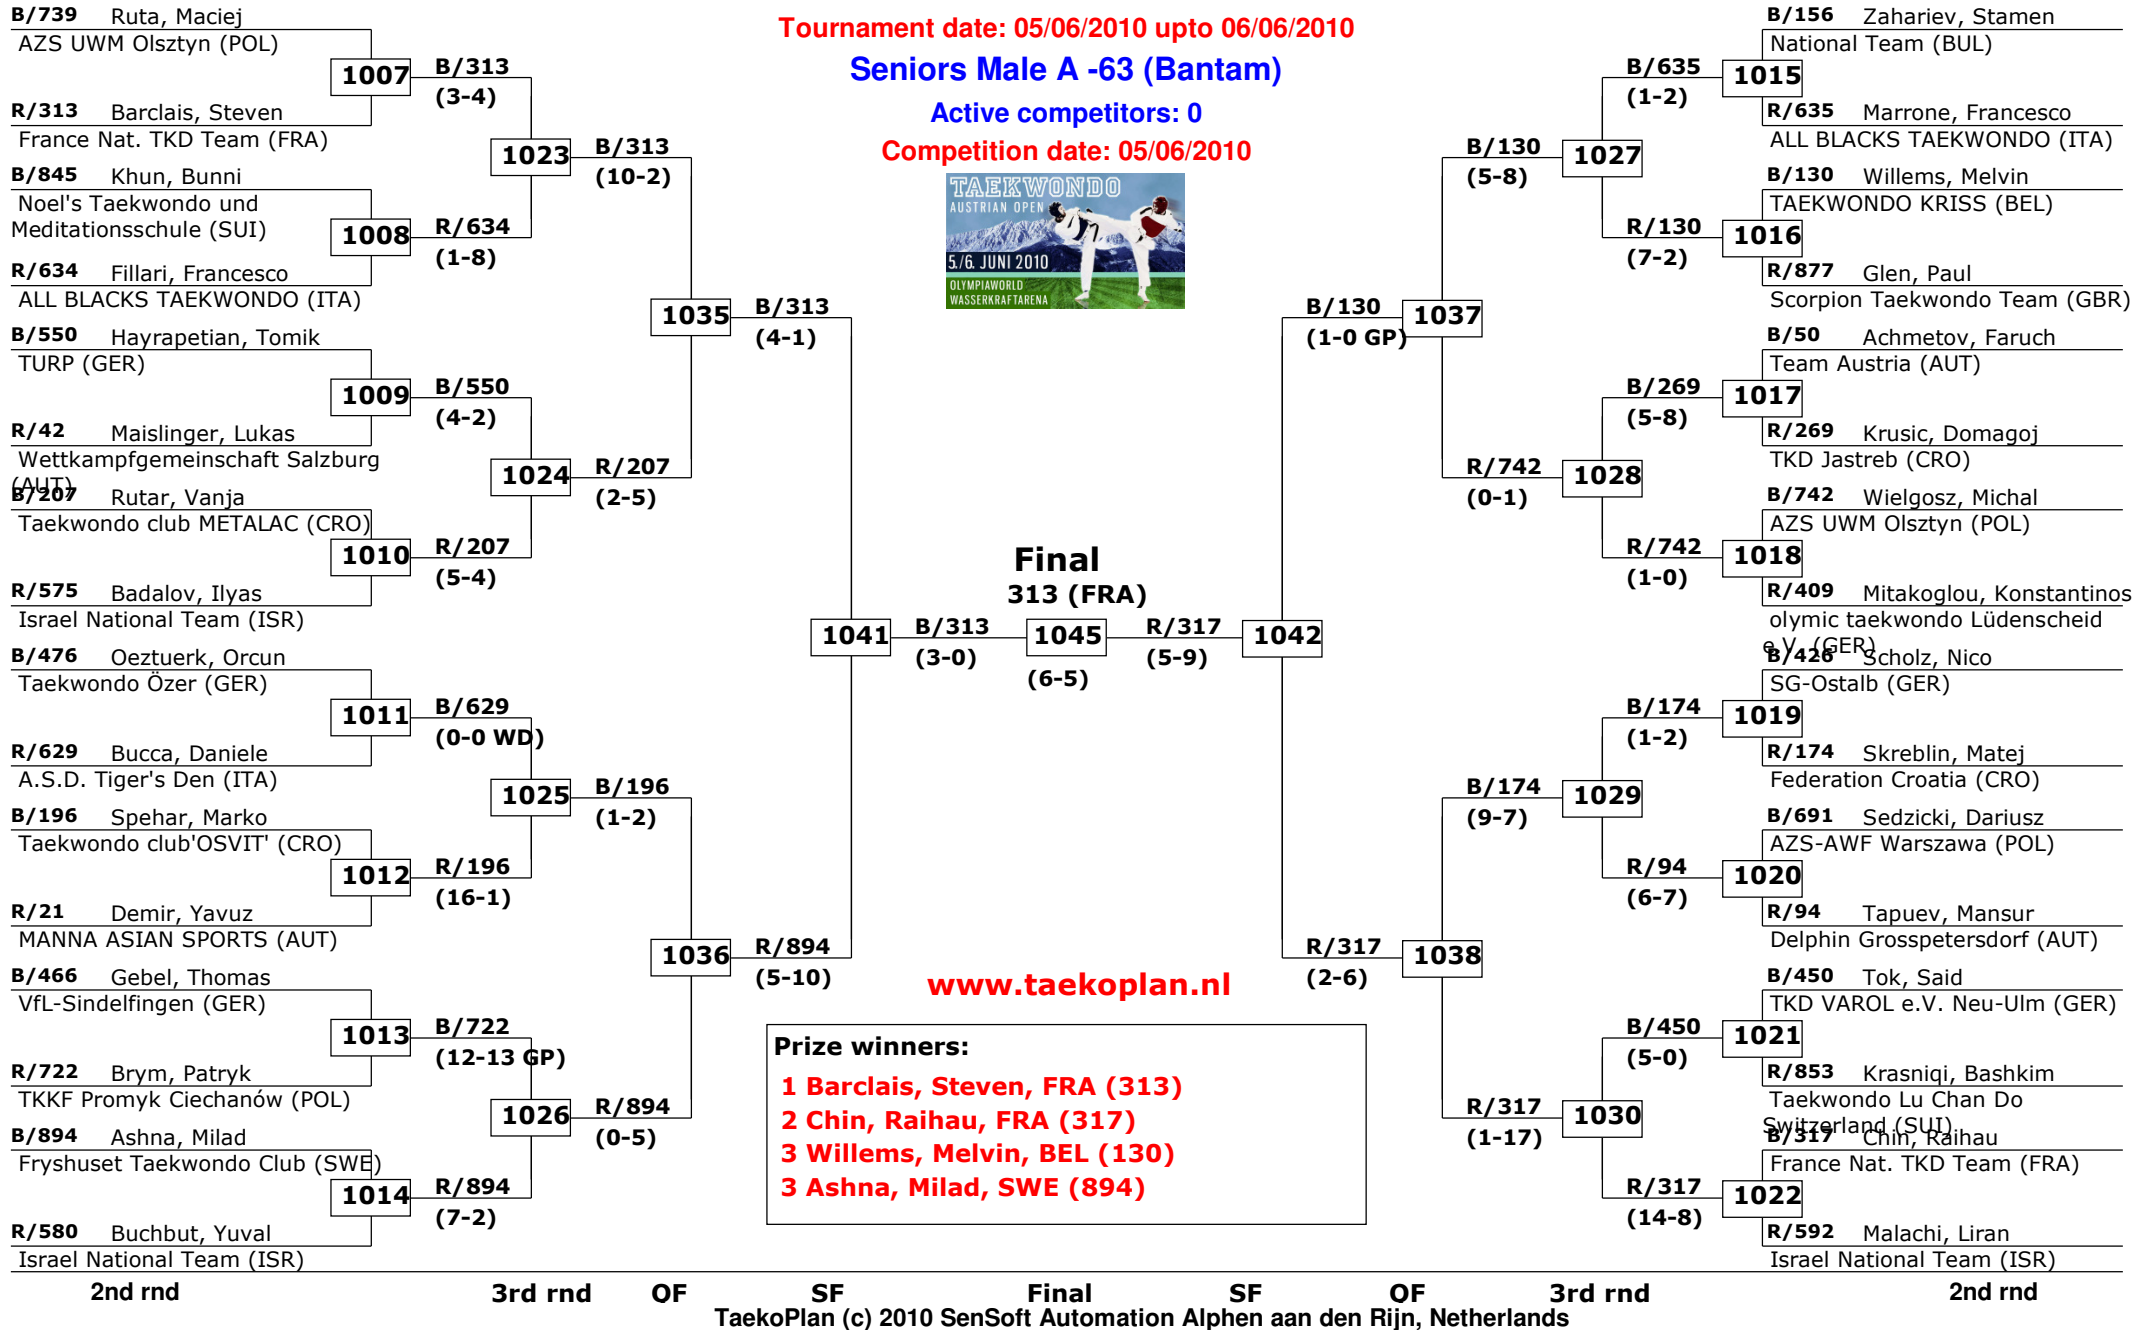 Tournament date: 05/06/2010 upto 06/06/2010
Seniors Male A -63 (Bantam)
Active competitors: 0
Competition date: 05/06/2010
TAEKWONDO
AUSTRIAN OPEN
5./6. JUNI 2010
OLYMPIAWORLD
WASSERKRAFTARENA
B/739 Ruta, Maciej
AZS UWM Olsztyn (POL)
1007
R/313 Barclais, Steven
France Nat. TKD Team (FRA)
B/845 Khun, Bunni
Noel's Taekwondo und
Meditationsschule (SUI)
1008
R/634 Fillari, Francesco
ALL BLACKS TAEKWONDO (ITA)
B/550 Hayrapetian, Tomik
TURP (GER)
1009
R/42 Maislinger, Lukas
Wettkampfgemeinschaft Salzburg
(AUT)
B/207 Rutar, Vanja
Taekwondo club METALAC (CRO)
1010
R/575 Badalov, Ilyas
Israel National Team (ISR)
B/476 Oeztuerk, Orcun
Taekwondo Özer (GER)
1011
R/629 Bucca, Daniele
A.S.D. Tiger's Den (ITA)
B/196 Spehar, Marko
Taekwondo club'OSVIT' (CRO)
1012
R/21 Demir, Yavuz
MANNA ASIAN SPORTS (AUT)
B/466 Gebel, Thomas
VfL-Sindelfingen (GER)
1013
R/722 Brym, Patryk
TKKF Promyk Ciechanów (POL)
B/894 Ashna, Milad
Fryshuset Taekwondo Club (SWE)
1014
R/580 Buchbut, Yuval
Israel National Team (ISR)
B/313
(3-4)
1023
R/634
(1-8)
B/550
(4-2)
1024
R/207
(5-4)
B/629
(0-0 WD)
1025
R/196
(16-1)
B/722
(12-13 GP)
1026
R/894
(7-2)
B/313
(10-2)
1035
R/207
(2-5)
B/196
(1-2)
1036
R/894
(0-5)
B/313
(4-1)
1041
R/894
(5-10)
B/313
(3-0)
Final
313 (FRA)
1045
(6-5)
R/317
(5-9)
1042
B/130
(1-0 GP)
R/317
(2-6)
1037
B/130
(5-8)
R/742
(0-1)
1038
B/174
(9-7)
R/317
(1-17)
1027
B/635
(1-2)
R/130
(7-2)
1028
B/269
(5-8)
R/742
(1-0)
1029
B/174
(1-2)
R/94
(6-7)
1030
B/450
(5-0)
R/317
(14-8)
B/156 Zahariev, Stamen
National Team (BUL)
1015
R/635 Marrone, Francesco
ALL BLACKS TAEKWONDO (ITA)
B/130 Willems, Melvin
TAEKWONDO KRISS (BEL)
1016
R/877 Glen, Paul
Scorpion Taekwondo Team (GBR)
B/50 Achmetov, Faruch
Team Austria (AUT)
1017
R/269 Krusic, Domagoj
TKD Jastreb (CRO)
B/742 Wielgosz, Michal
AZS UWM Olsztyn (POL)
1018
R/409 Mitakoglou, Konstantinos
olymic taekwondo Lüdenscheid
e.V. (GER)
B/426 Scholz, Nico
SG-Ostalb (GER)
1019
R/174 Skreblin, Matej
Federation Croatia (CRO)
B/691 Sedzicki, Dariusz
AZS-AWF Warszawa (POL)
1020
R/94 Tapuev, Mansur
Delphin Grosspetersdorf (AUT)
B/450 Tok, Said
TKD VAROL e.V. Neu-Ulm (GER)
1021
R/853 Krasniqi, Bashkim
Taekwondo Lu Chan Do
Switzerland (SUI)
B/317 Chin, Raihau
France Nat. TKD Team (FRA)
1022
R/592 Malachi, Liran
Israel National Team (ISR)
www.taekoplan.nl
Prize winners:
1 Barclais, Steven, FRA (313)
2 Chin, Raihau, FRA (317)
3 Willems, Melvin, BEL (130)
3 Ashna, Milad, SWE (894)
2nd rnd 3rd rnd QF SF Final SF QF 3rd rnd 2nd rnd
TaekoPlan (c) 2010 SenSoft Automation Alphen aan den Rijn, Netherlands